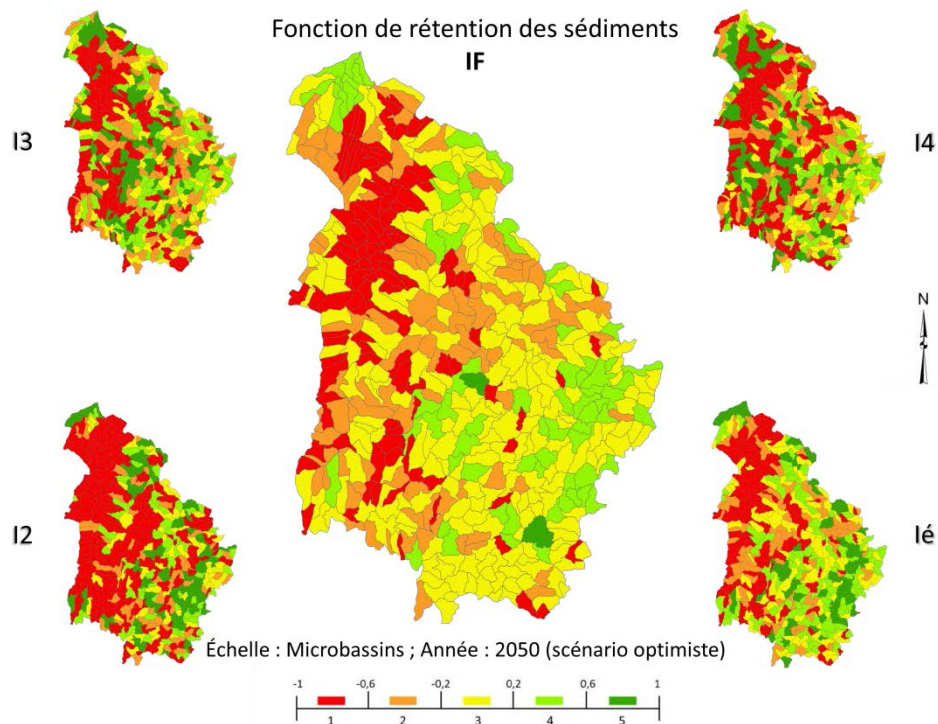 Fonction de rétention des sédiments
IF
I3
I4
N
I2
Ié
Échelle : Microbassins ; Année : 2050 (scénario optimiste)
-1 -0,6 -0,2 0,2 0,6 1
1 2 3 4 5